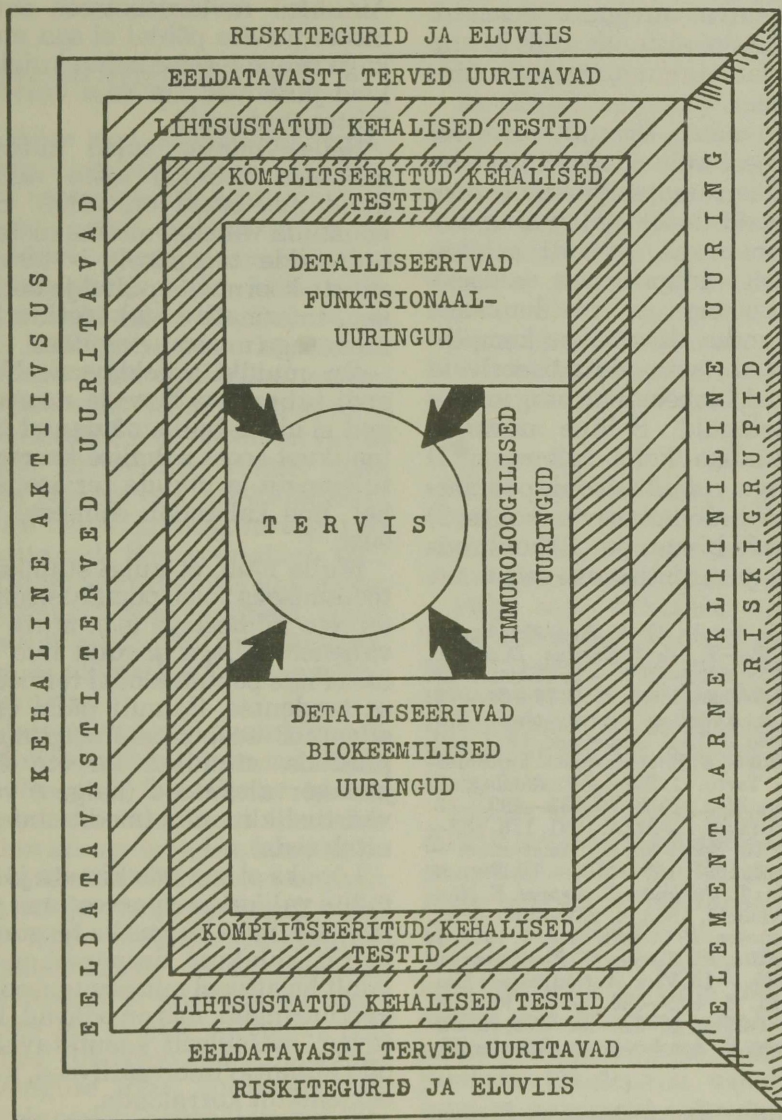 RISKITEGURID JA ELUVIIS
EELDATAVASTI TERVED UURITAVAD
LIHTSUSTATUD KEHALISED TESTID
KOMPLITSEERITUD KEHALISED
TESTID
DETAILISEERIVAD
FUNKTSIONAAL-
UURINGUD
KEHALINE AKTIIVSUS
EELDATAVASTI TERVED UURITAVAD
TERVIS
IMMUNOLOOGILISED
UURINGUD
ELEMENTAARNE KLIINILINE UURING
RISKIGRUPID
DETAILISEERIVAD
BIOKEEMILISED
UURINGUD
KOMPLITSEERITUD KEHALISED
TESTID
LIHTSUSTATUD KEHALISED TESTID
EELDATAVASTI TERVED UURITAVAD
RISKITEGURID JA ELUVIIS